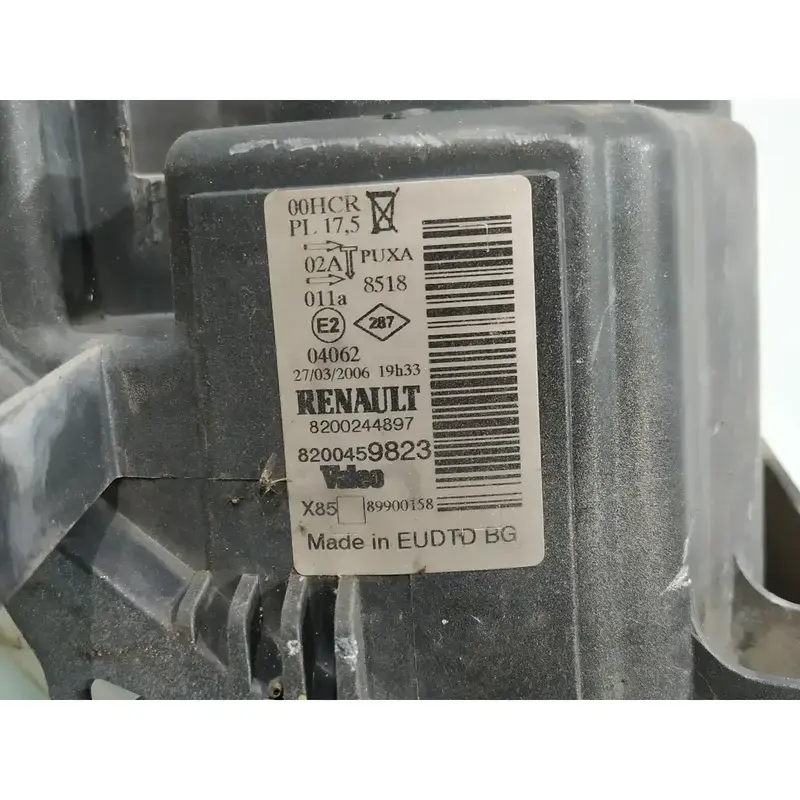 00HCR
PL 17,5
02A PUXA
8518
011a
E2 287
04062
27/03/2006 19h33
RENAULT
8200244897
8200459823
Valeo
X85 89900158
Made in EUDTD BG